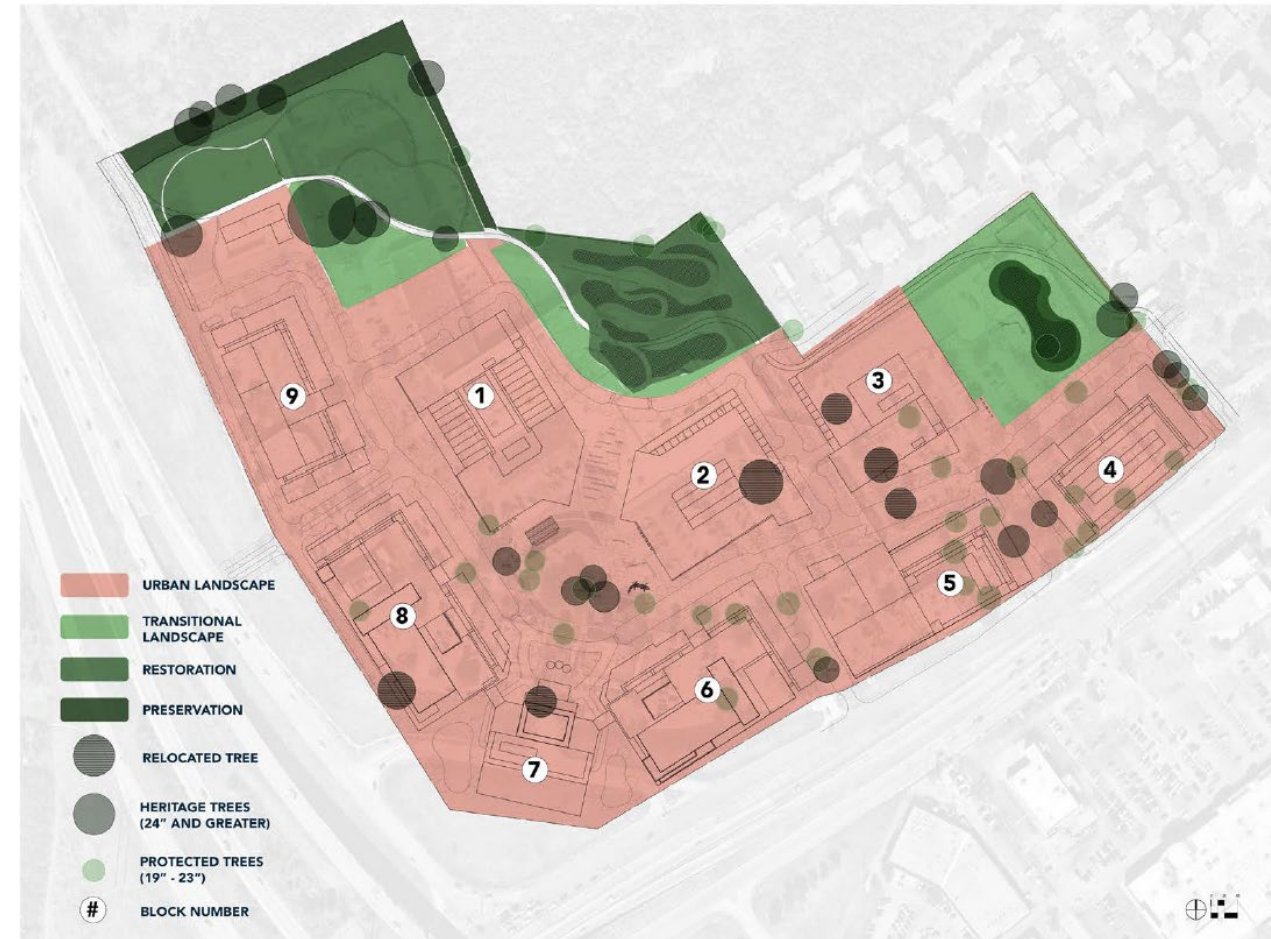 1
2
3
4
5
6
7
8
9
URBAN LANDSCAPE
TRANSITIONAL
LANDSCAPE
RESTORATION
PRESERVATION
RELOCATED TREE
HERITAGE TREES
(24” AND GREATER)
PROTECTED TREES
(19” - 23”)
# BLOCK NUMBER